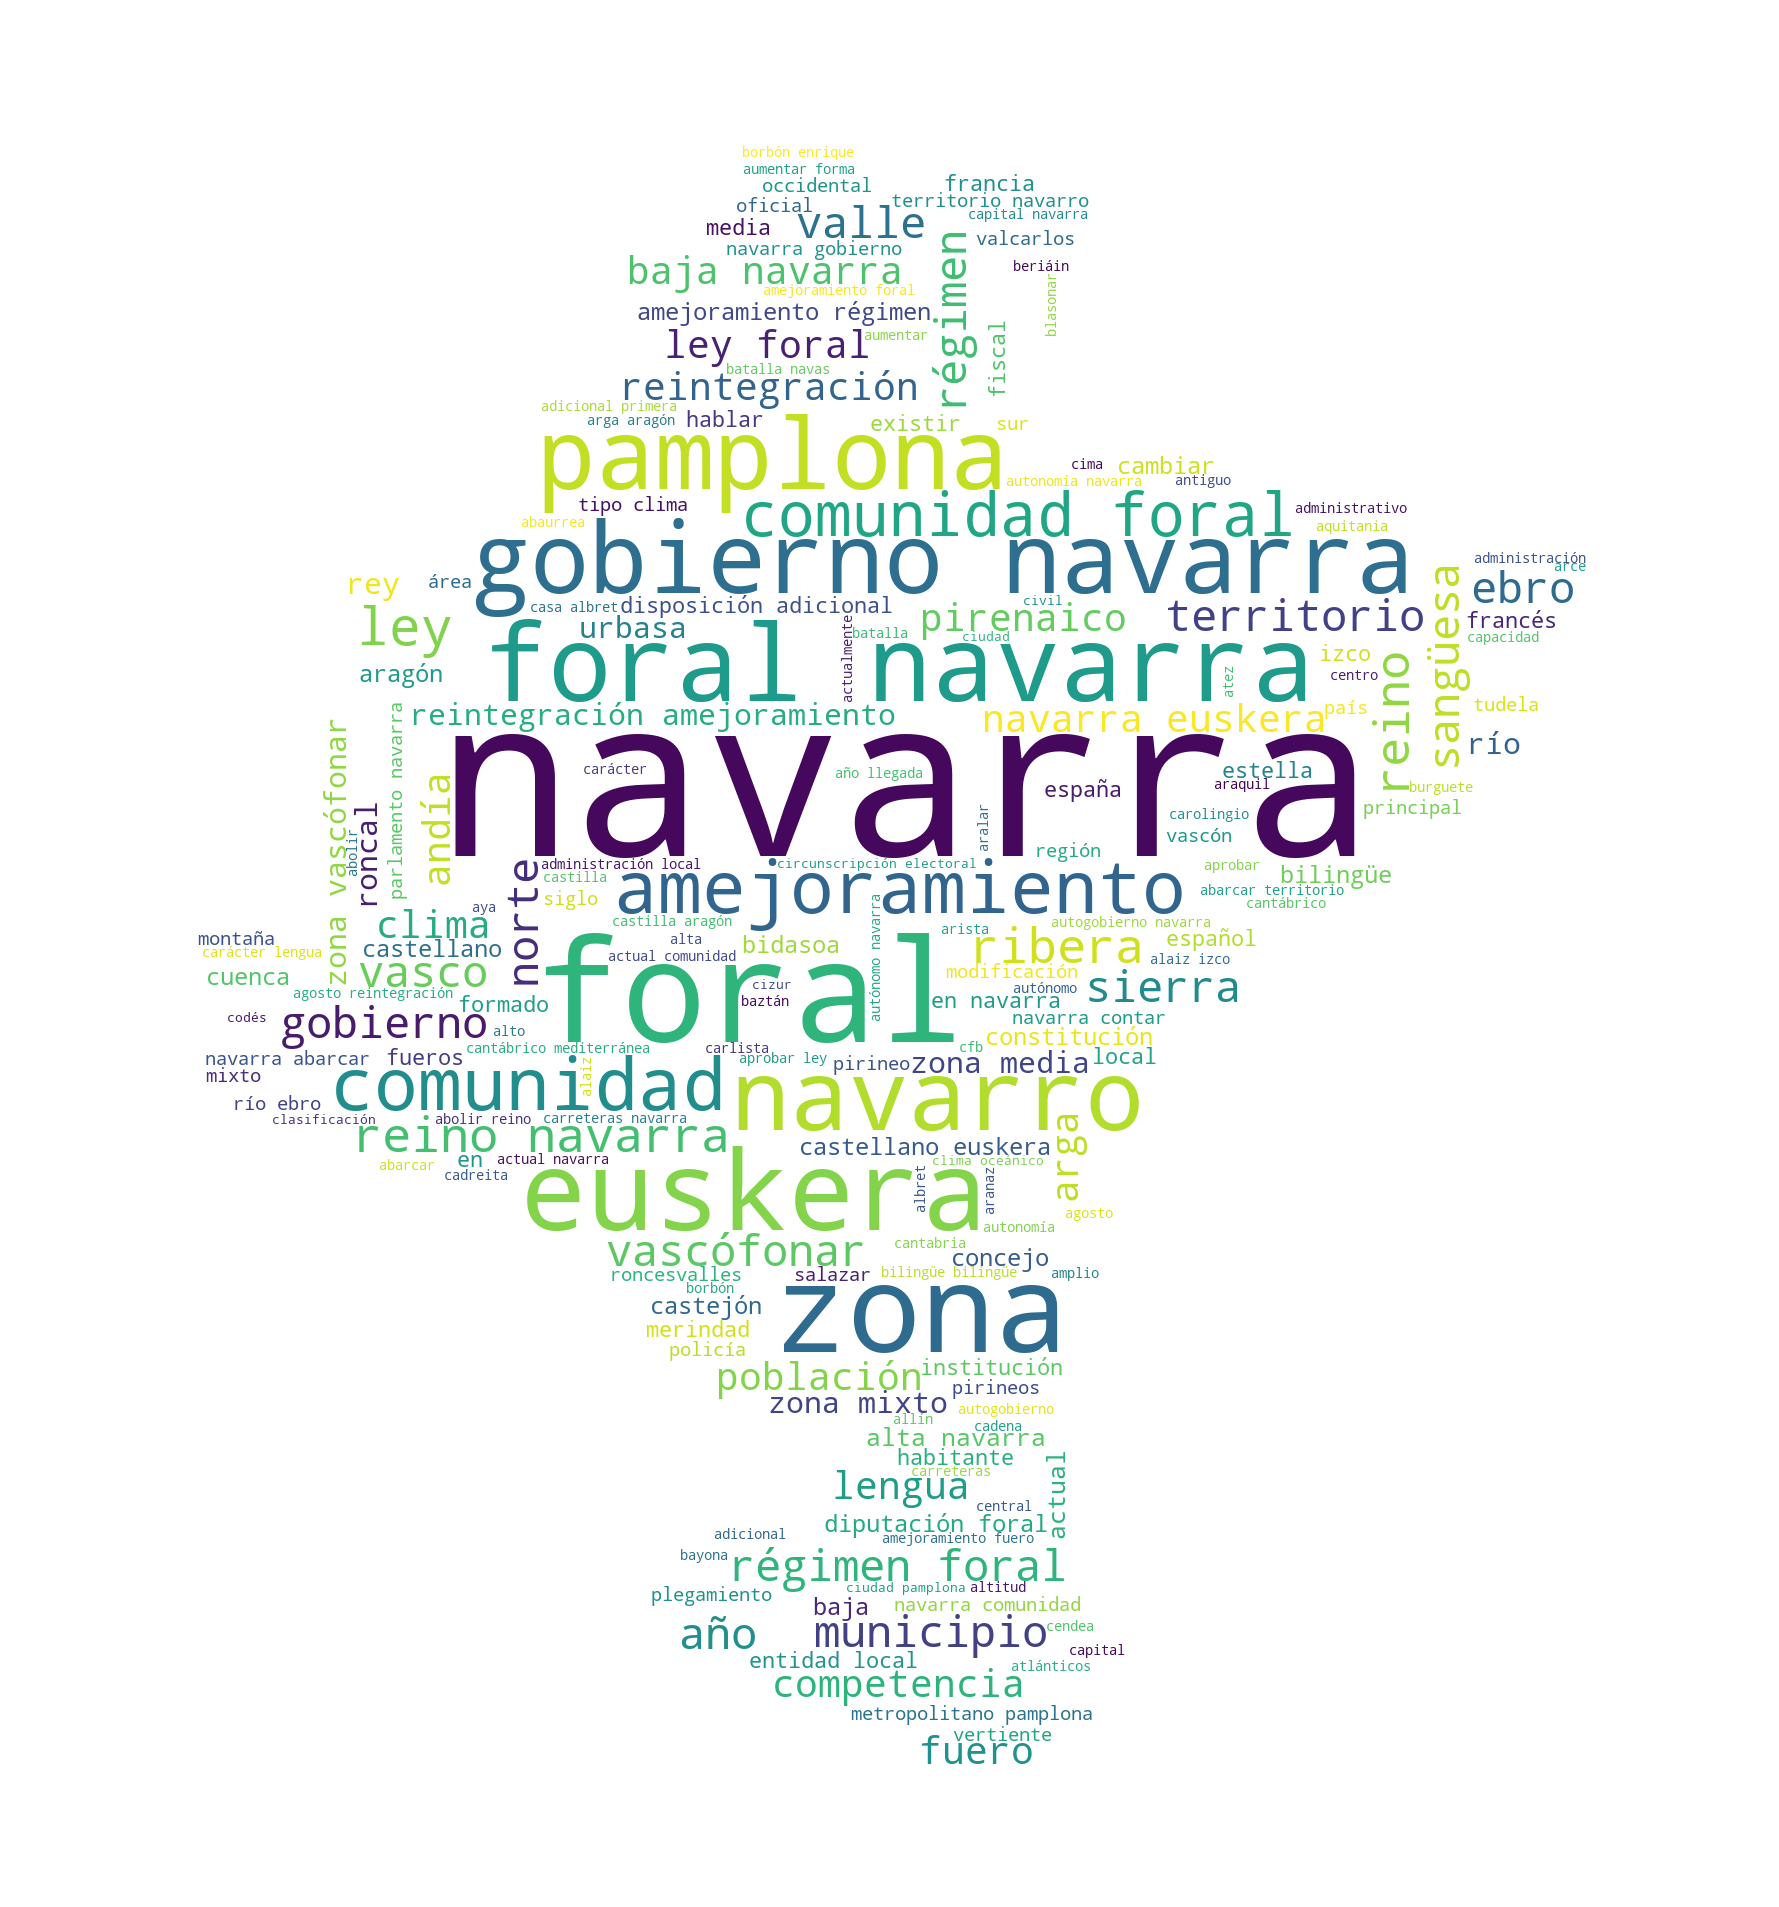 borbón enrique
aumentar forma
occidental
francia
oficial
territorio navarro
valle
capital navarra
media
navarra gobierno
valcarlos
régimen
baja navarra
beriáin
amejoramiento foral
blasonar
amejoramiento régimen
ley foral
aumentar
fiscal
batalla navas
reintegración
adicional primera
arga aragón
hablar
existir
sur
pamplona
cima
cambiar
autonomia navarra
antiguo
tipo clima
comunidad foral
administrativo
abaurrea
aquitania
gobierno navarra
administración
arce
rey
área
ebro
sangüesa
casa albret
disposición adicional
civil
pirenaico
territorio
francés
ley
urbasa
actualmente
batalla
ciudad
capacidad
foral navarra
izco
aragón
atez
centro
reino
reintegración amejoramiento
navarra euskera
país
tudela
parlamento navarra
zona vascófonar
río
navarra
carácter
año llegada
estella
andía
españa
araquil
burguete
roncal
abolir
aralar
carolingio
principal
vascón
región
norte
administración local
circunscripción electoral
aprobar
castilla
amejoramiento
bilingüe
siglo
abarcar territorio
cantábrico
aya
clima
castilla aragón
autónomo navarra
arista
autogobierno navarra
montaña
castellano
alta
bidasoa
ribera
español
carácter lengua
actual comunidad
alaiz izco
cuenca
vasco
foral
modificación
cizur
autónomo
sierra
agosto reintegración
formado
baztán
en navarra
codés
gobierno
alto
navarra contar
constitución
cantábrico mediterránea
carlista
cfb
navarra abarcar
fueros
aprobar ley
pirineo
zona media
local
mixto
comunidad
alaiz
navarro
río ebro
clasificación
abolir reino
carreteras navarra
reino navarra
castellano euskera
arga
abarcar
en
actual navarra
clima oceánico
cadreita
euskera
albret
aranaz
agosto
autonomía
vascófonar
cantabria
concejo
roncesvalles
salazar
bilingüe bilingüe
amplio
borbón
castejón
zona
merindad
policía
población
institución
zona mixto
pirineos
autogobierno
allín
cadena
alta navarra
habitante
actual
carreteras
lengua
central
diputación foral
adicional
amejoramiento fuero
bayona
régimen foral
ciudad pamplona
altitud
plegamiento
baja
navarra comunidad
año
municipio
cendea
capital
entidad local
atlánticos
competencia
metropolitano pamplona
vertiente
fuero